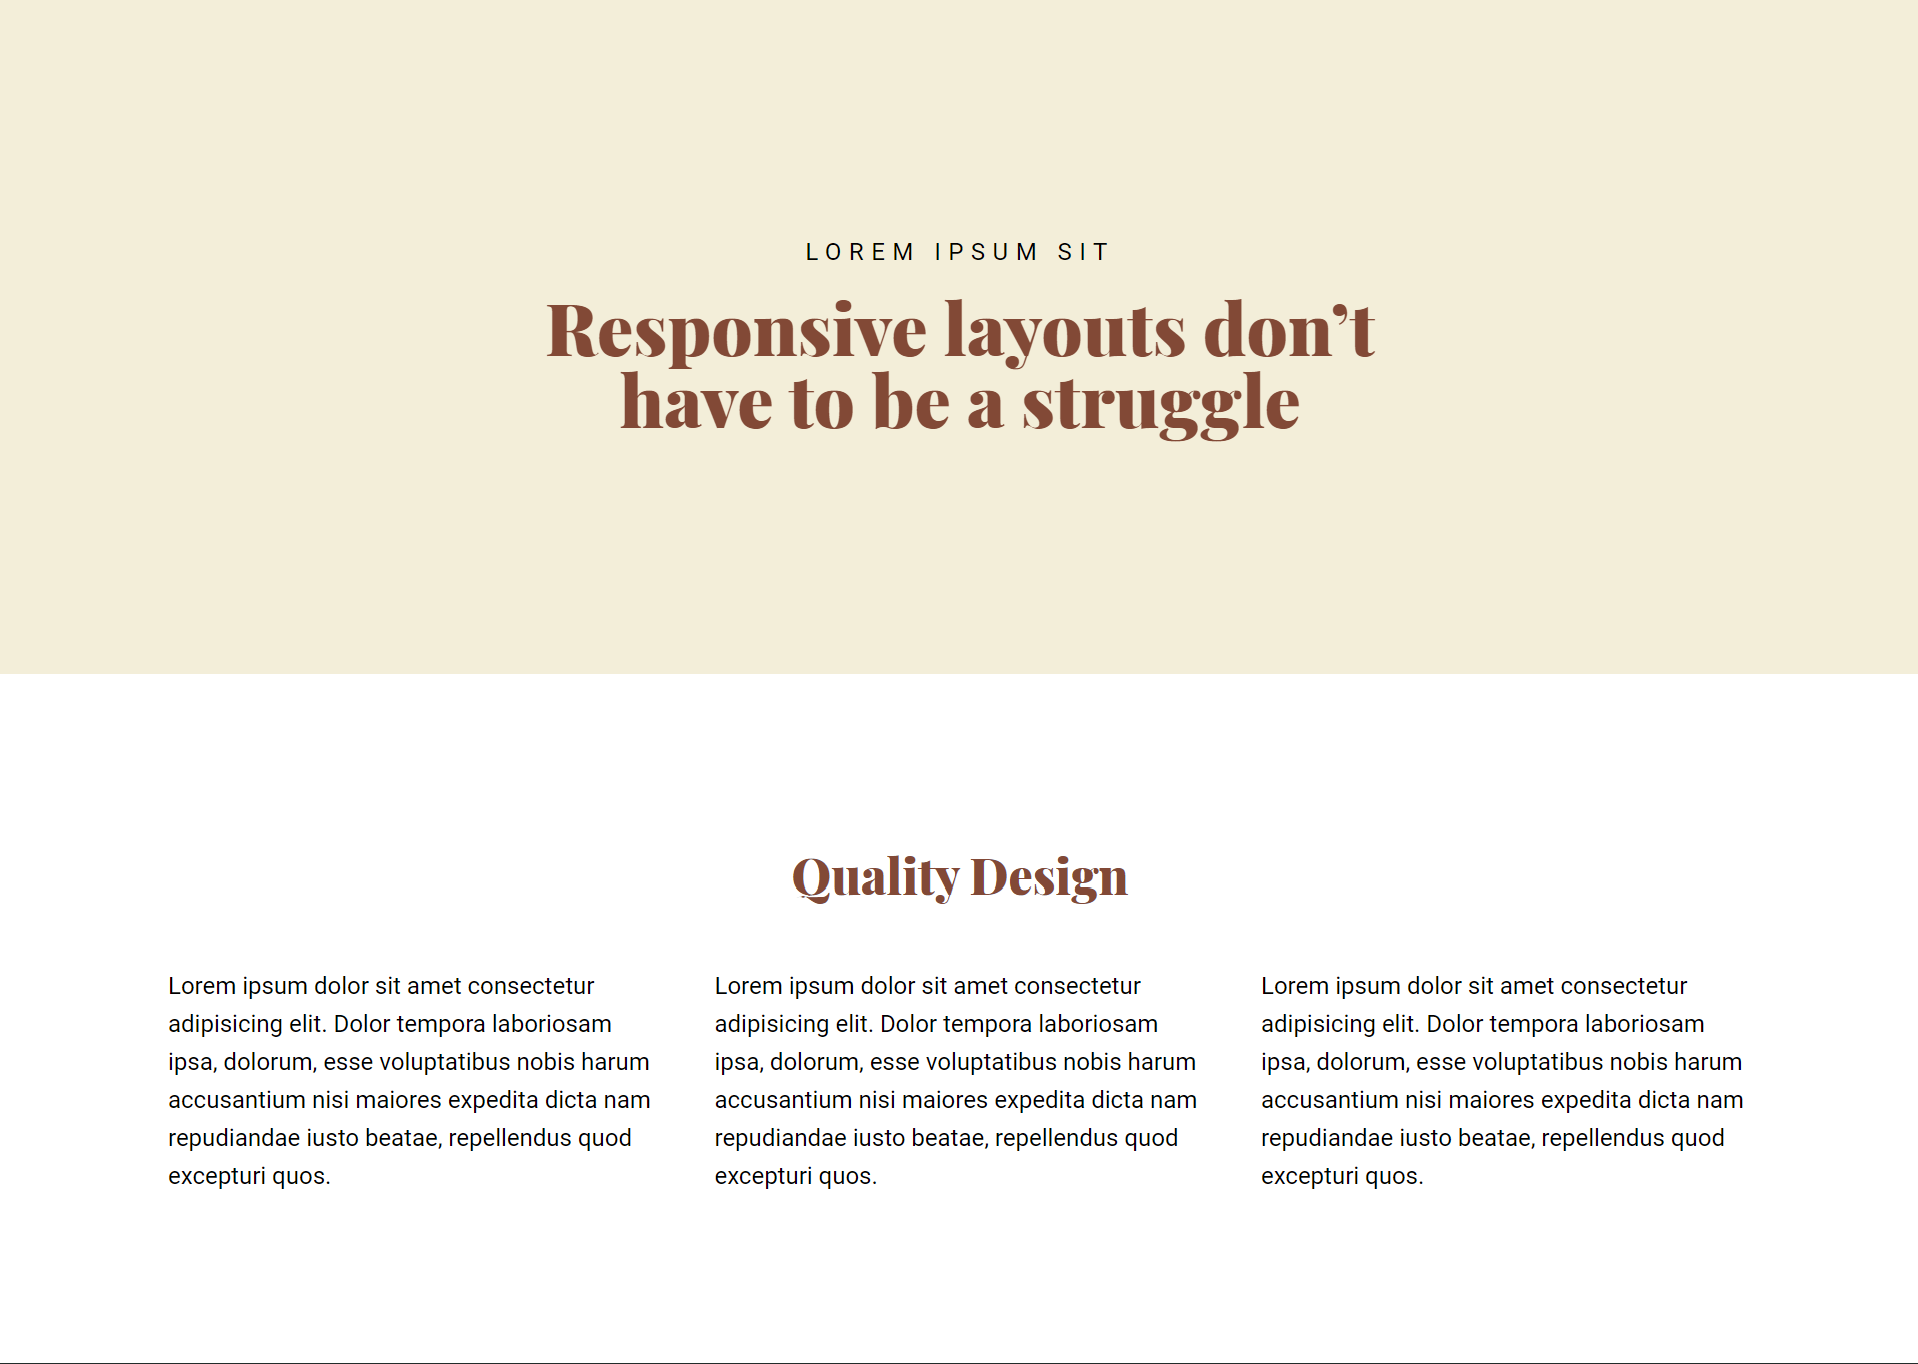 LOREM IPSUM SIT
Responsive layouts don’t
have to be a struggle
Quality Design
Lorem ipsum dolor sit amet consectetur
adipisicing elit. Dolor tempora laboriosam
ipsa, dolorum, esse voluptatibus nobis harum
accusantium nisi maiores expedita dicta nam
repudiandae iusto beatae, repellendus quod
excepturi quos.
Lorem ipsum dolor sit amet consectetur
adipisicing elit. Dolor tempora laboriosam
ipsa, dolorum, esse voluptatibus nobis harum
accusantium nisi maiores expedita dicta nam
repudiandae iusto beatae, repellendus quod
excepturi quos.
Lorem ipsum dolor sit amet consectetur
adipisicing elit. Dolor tempora laboriosam
ipsa, dolorum, esse voluptatibus nobis harum
accusantium nisi maiores expedita dicta nam
repudiandae iusto beatae, repellendus quod
excepturi quos.